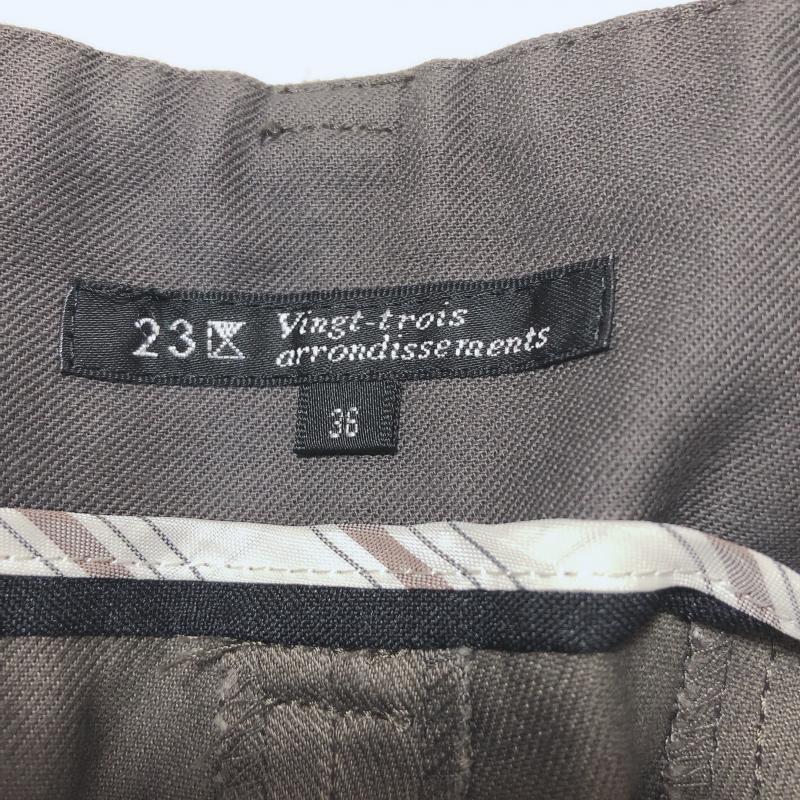 23区 Vingt-trois
arrondissements
36